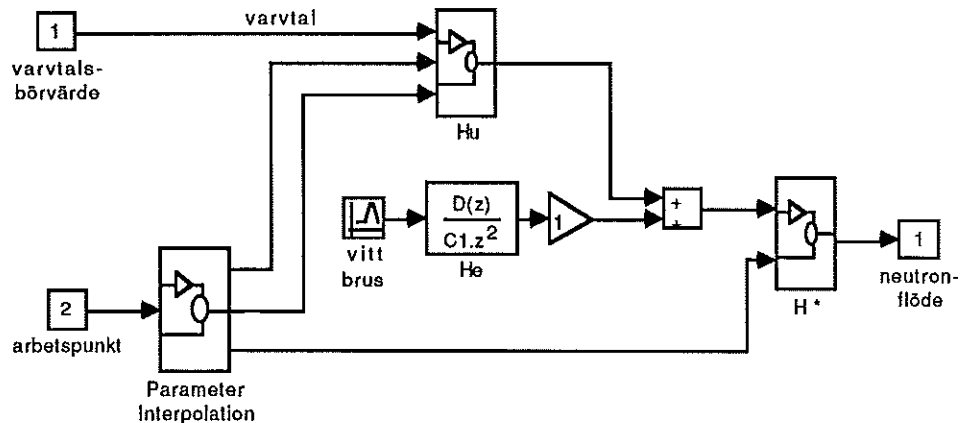 varvtal
1
varvtals-
börvärde
Hu
D(z)
C1.z²
He
1
+
+
vitt
brus
H*
1
neutron-
flöde
2
arbetspunkt
Parameter
Interpolation